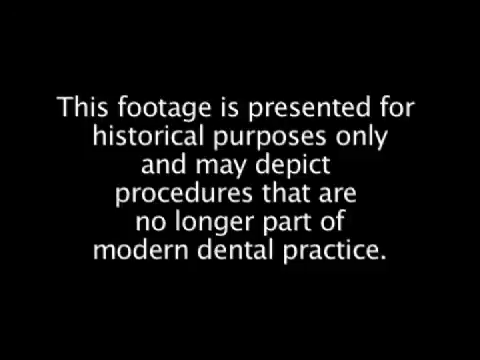 This footage is presented for
historical purposes only
and may depict
procedures that are
no longer part of
modern dental practice.